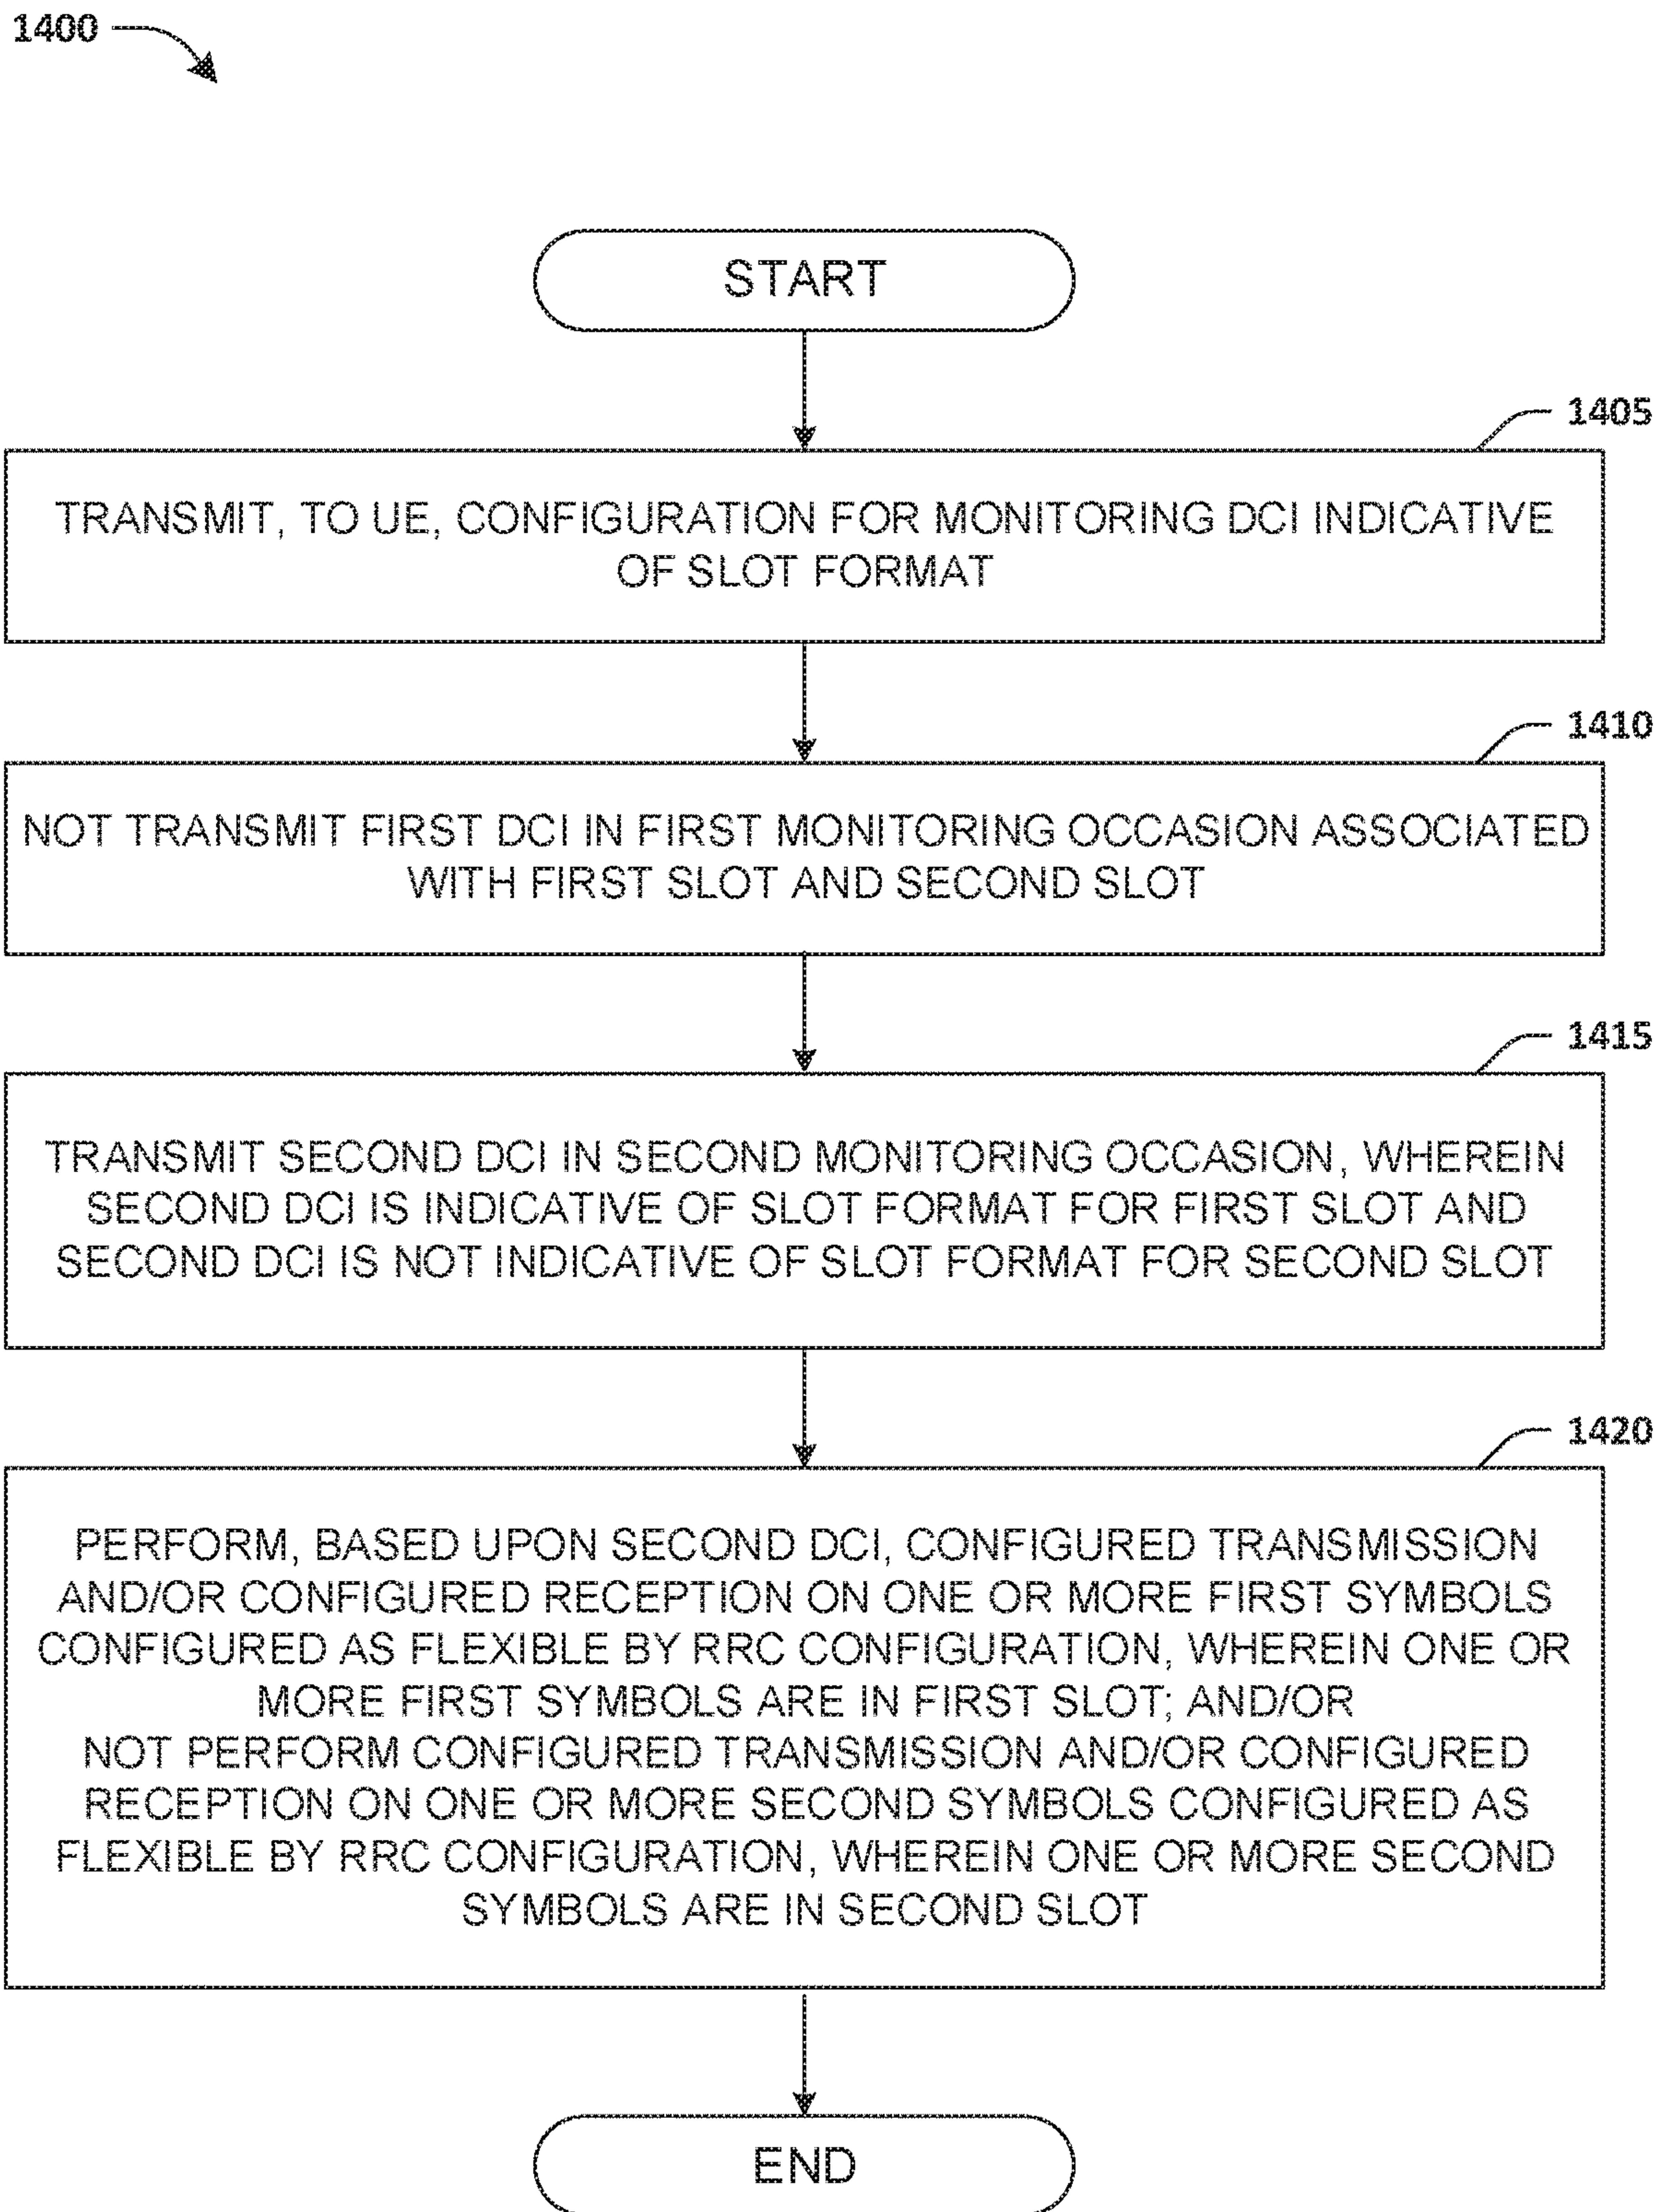 1400
START
1405
TRANSMIT, TO UE, CONFIGURATION FOR MONITORING DCI INDICATIVE
OF SLOT FORMAT
1410
NOT TRANSMIT FIRST DCI IN FIRST MONITORING OCCASION ASSOCIATED
WITH FIRST SLOT AND SECOND SLOT
1415
TRANSMIT SECOND DCI IN SECOND MONITORING OCCASION, WHEREIN
SECOND DCI IS INDICATIVE OF SLOT FORMAT FOR FIRST SLOT AND
SECOND DCI IS NOT INDICATIVE OF SLOT FORMAT FOR SECOND SLOT
1420
PERFORM, BASED UPON SECOND DCI, CONFIGURED TRANSMISSION
AND/OR CONFIGURED RECEPTION ON ONE OR MORE FIRST SYMBOLS
CONFIGURED AS FLEXIBLE BY RRC CONFIGURATION, WHEREIN ONE OR
MORE FIRST SYMBOLS ARE IN FIRST SLOT; AND/OR
NOT PERFORM CONFIGURED TRANSMISSION AND/OR CONFIGURED
RECEPTION ON ONE OR MORE SECOND SYMBOLS CONFIGURED AS
FLEXIBLE BY RRC CONFIGURATION, WHEREIN ONE OR MORE SECOND
SYMBOLS ARE IN SECOND SLOT
END